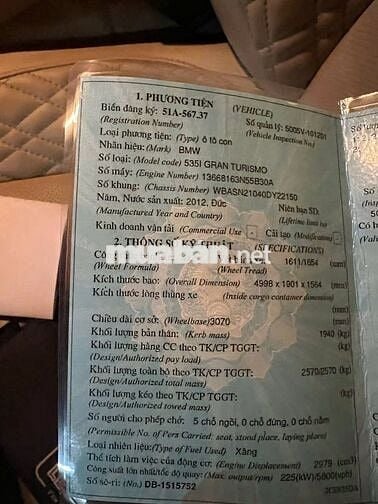 1. PHƯƠNG TIỆN (VEHICLE)
Biển đăng ký: 51A-567.37 Số quản lý: 5005V-101201
(Registration Number) (Vehicle Inspection No.)
Loại phương tiện: (Type) ô tô con
Nhãn hiệu: (Mark) BMW
Số loại: (Model code) 535I GRAN TURISMO
Số máy: (Engine Number) 13668163N55B30A
Số khung: (Chassis Number) WBASN21040DY22150
Năm, Nước sản xuất: 2012, Đức Niên hạn SD:
(Manufactured Year and Country) (Lifetime limit to)
Kinh doanh vận tải (Commercial Use) - Cải tạo (Modification) -
2. THÔNG SỐ KỸ THUẬT (SPECIFICATIONS)
1611/1654 (mm)
(Wheel Formula) (Wheel Tread)
muaban.net
Kích thước bao: (Overall Dimension) 4998 x 1901 x 1564 (mm)
Kích thước lòng thùng xe (Inside cargo container dimension)
(mm)
Chiều dài cơ sở: (Wheelbase) 3070 (mm)
Khối lượng bản thân: (Kerb mass) 1940 (kg)
Khối lượng hàng CC theo TK/CP TGGT: (kg)
(Design/Authorized pay load)
Khối lượng toàn bộ theo TK/CP TGGT: 2570/2570 (kg)
(Design/Authorized total mass)
Khối lượng kéo theo TK/CP TGGT: (kg)
(Design/Authorized towed mass)
Số người cho phép chở: 5 chỗ ngồi, 0 chỗ đứng, 0 chỗ nằm
(Permissible No. of Pers Carried: seat, stood place, laying place)
Loại nhiên liệu: (Type of Fuel Used) Xăng
Thể tích làm việc của động cơ: (Engine Displacement) 2979 (cm3)
Công suất lớn nhất/tốc độ quay: (Max. output/rpm) 225(kW)/5800(vph)
Số sê-ri: (No.) DB-1515752